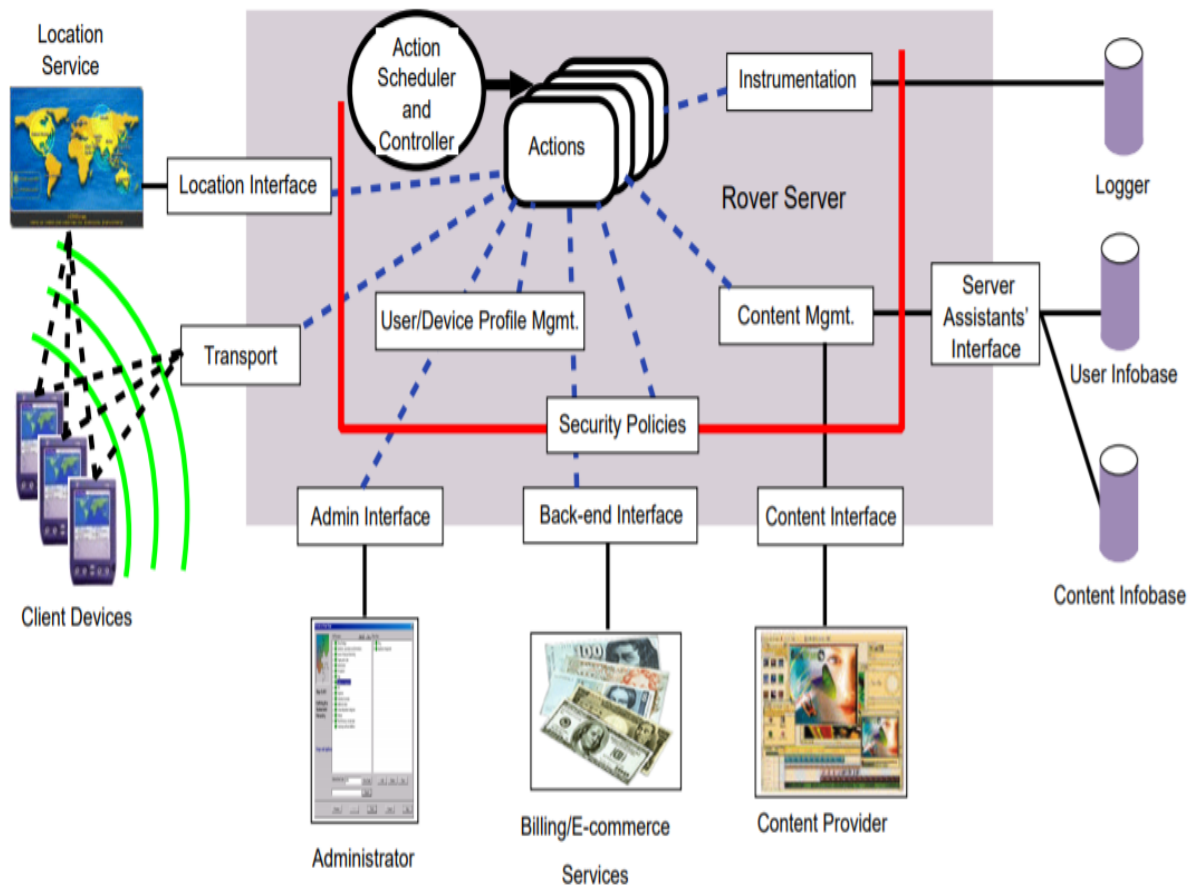 Location
Service
Action
Scheduler
and
Controller
Actions
Instrumentation
Logger
Location Interface
Rover Server
User/Device Profile Mgmt.
Content Mgmt.
Server
Assistants'
Interface
User Infobase
Transport
Security Policies
Admin Interface
Back-end Interface
Content Interface
Client Devices
Content Infobase
100
Administrator
Billing/E-commerce
Services
Content Provider